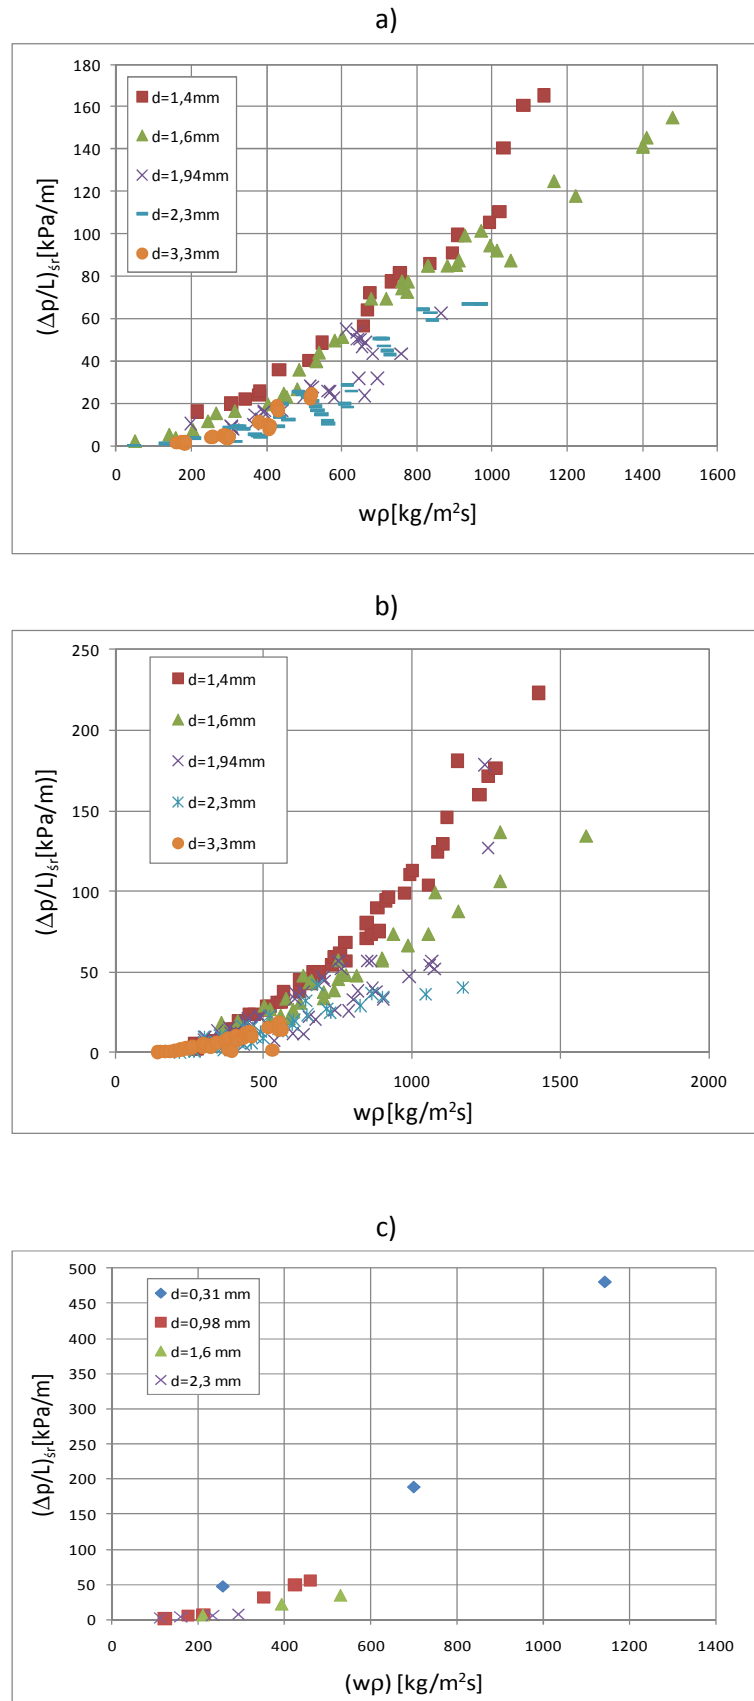 a)
180
160
140
120
100
80
60
40
20
0
(Δp/L)śr[kPa/m]
d=1,4mm
d=1,6mm
d=1,94mm
d=2,3mm
d=3,3mm
0 200 400 600 800 1000 1200 1400 1600
wρ[kg/m²s]
b)
250
200
150
100
50
0
(Δp/L)śr[kPa/m)]
d=1,4mm
d=1,6mm
d=1,94mm
d=2,3mm
d=3,3mm
0 500 1000 1500 2000
wρ[kg/m²s]
c)
500
450
400
350
300
250
200
150
100
50
0
(Δp/L)śr[kPa/m]
d=0,31 mm
d=0,98 mm
d=1,6 mm
d=2,3 mm
0 200 400 600 800 1000 1200 1400
(wρ) [kg/m²s]